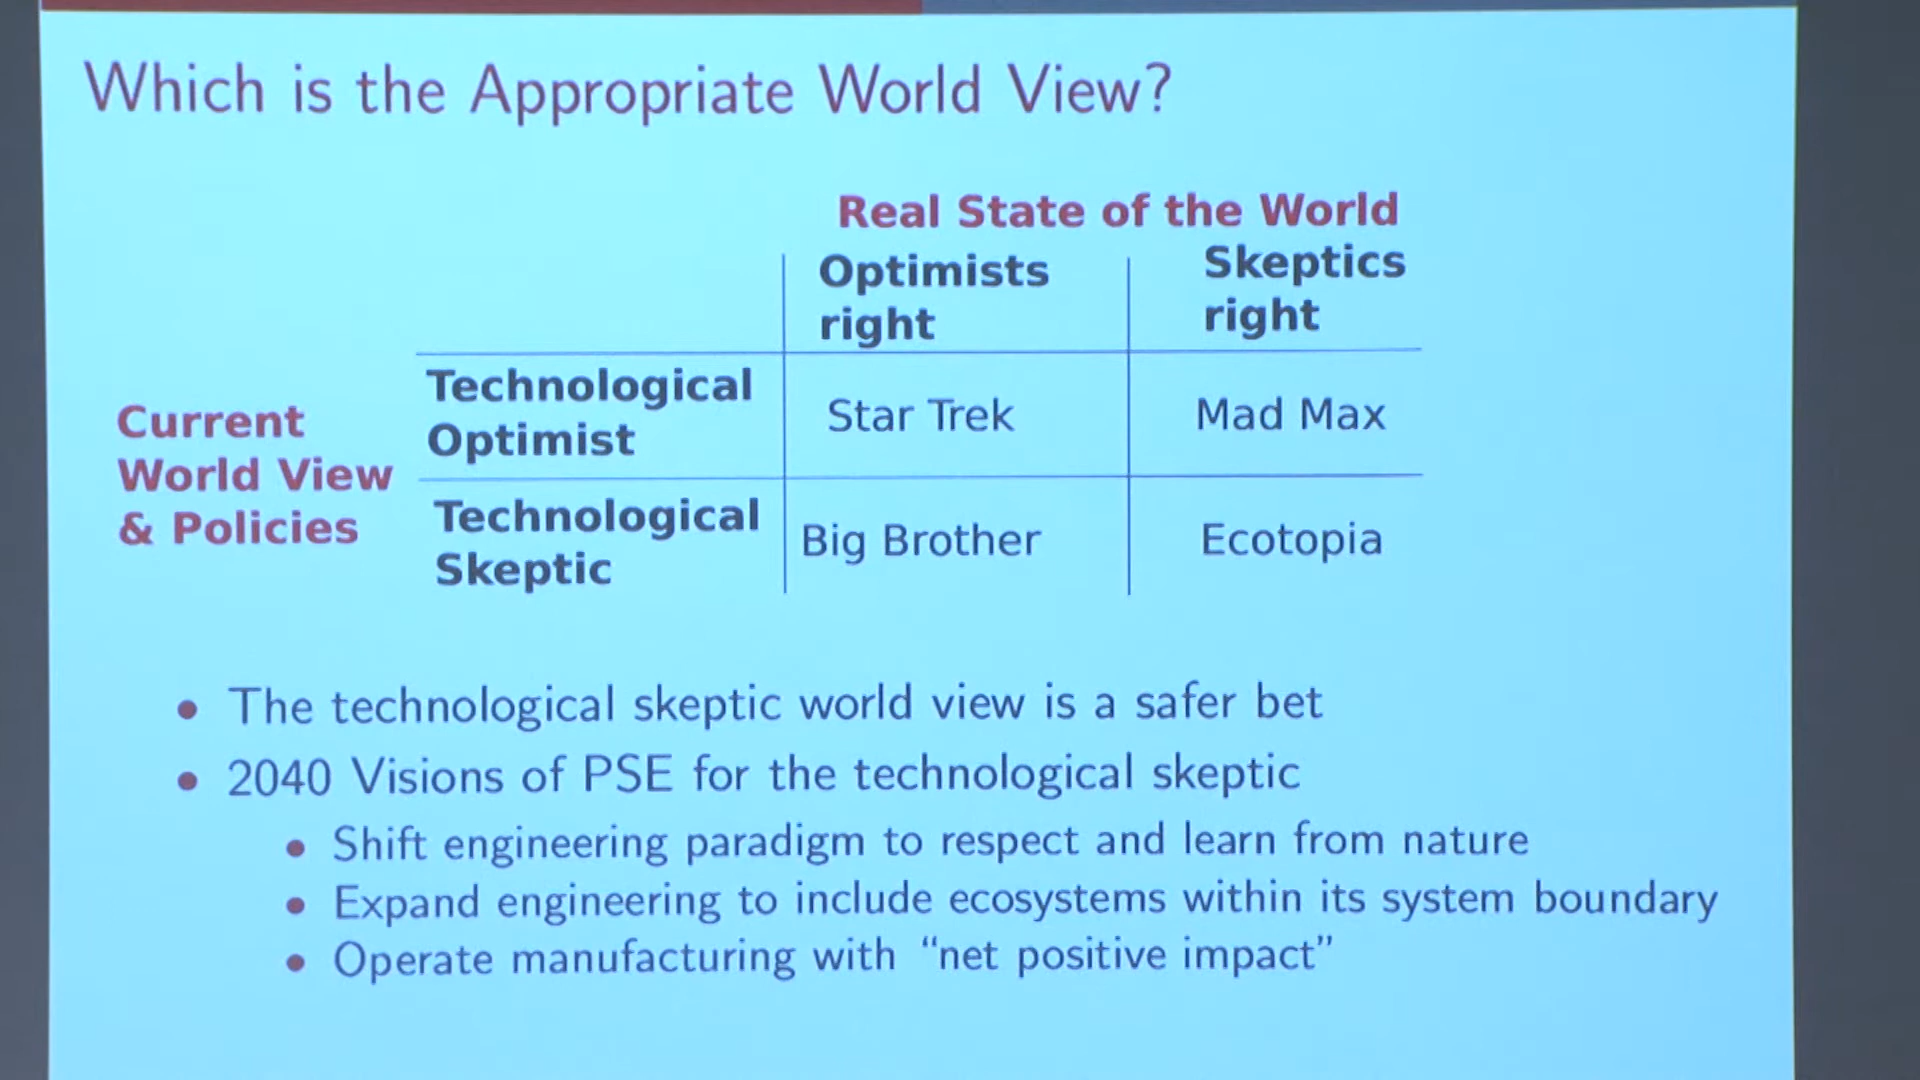 Which is the Appropriate World View?
Real State of the World
Optimists
right
Skeptics
right
Current
World View
& Policies
Technological
Optimist
Star Trek
Mad Max
Technological
Skeptic
Big Brother
Ecotopia
• The technological skeptic world view is a safer bet
• 2040 Visions of PSE for the technological skeptic
• Shift engineering paradigm to respect and learn from nature
• Expand engineering to include ecosystems within its system boundary
• Operate manufacturing with “net positive impact”